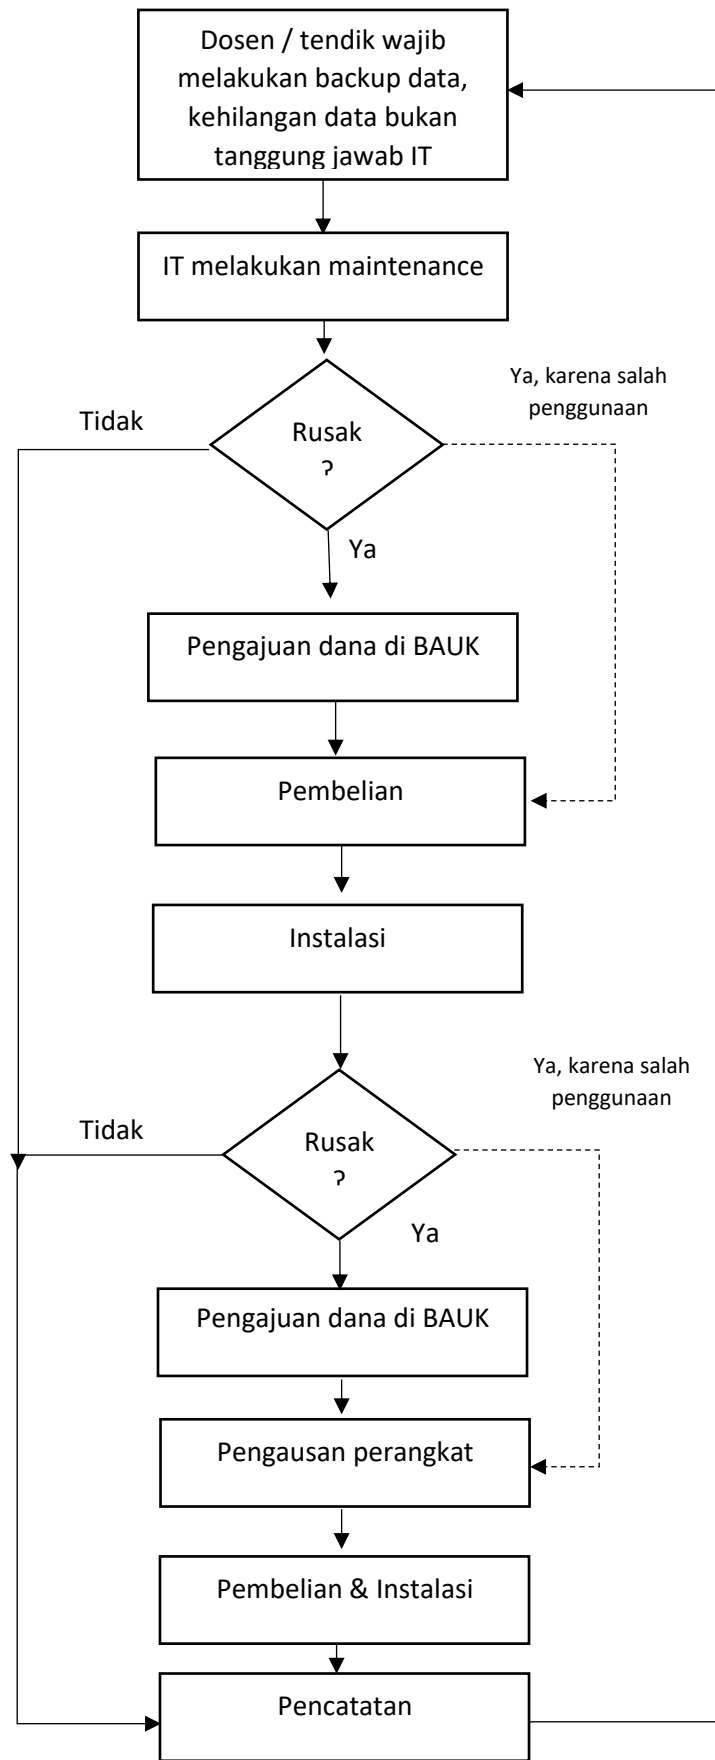 Dosen / tendik wajib
melakukan backup data,
kehilangan data bukan
tanggung jawab IT
IT melakukan maintenance
Ya, karena salah
penggunaan
Tidak
Rusak
?
Ya
Pengajuan dana di BAUK
Pembelian
Instalasi
Ya, karena salah
penggunaan
Tidak
Rusak
?
Ya
Pengajuan dana di BAUK
Pengausan perangkat
Pembelian & Instalasi
Pencatatan